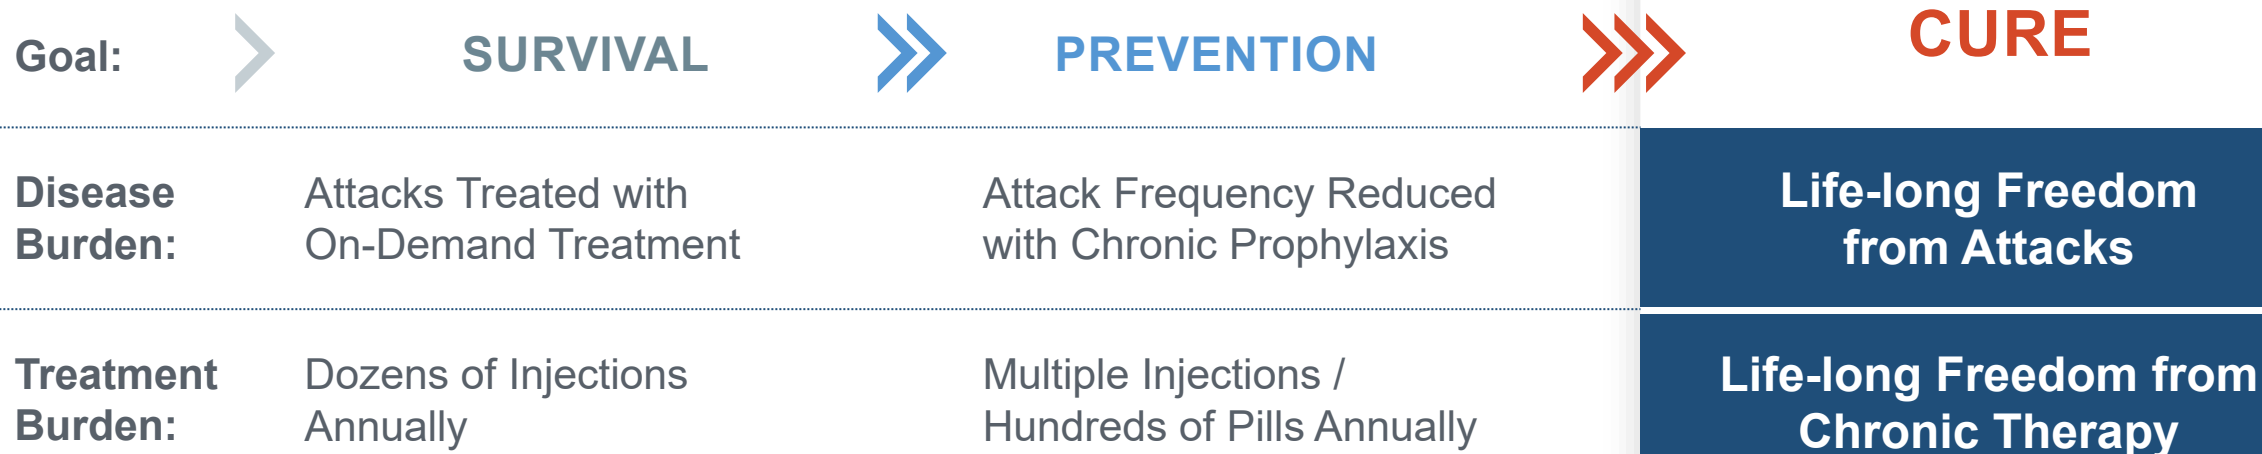 Goal:
SURVIVAL
PREVENTION
CURE
Disease
Burden:
Attacks Treated with
On-Demand Treatment
Attack Frequency Reduced
with Chronic Prophylaxis
Life-long Freedom
from Attacks
Treatment
Burden:
Dozens of Injections
Annually
Multiple Injections /
Hundreds of Pills Annually
Life-long Freedom from
Chronic Therapy